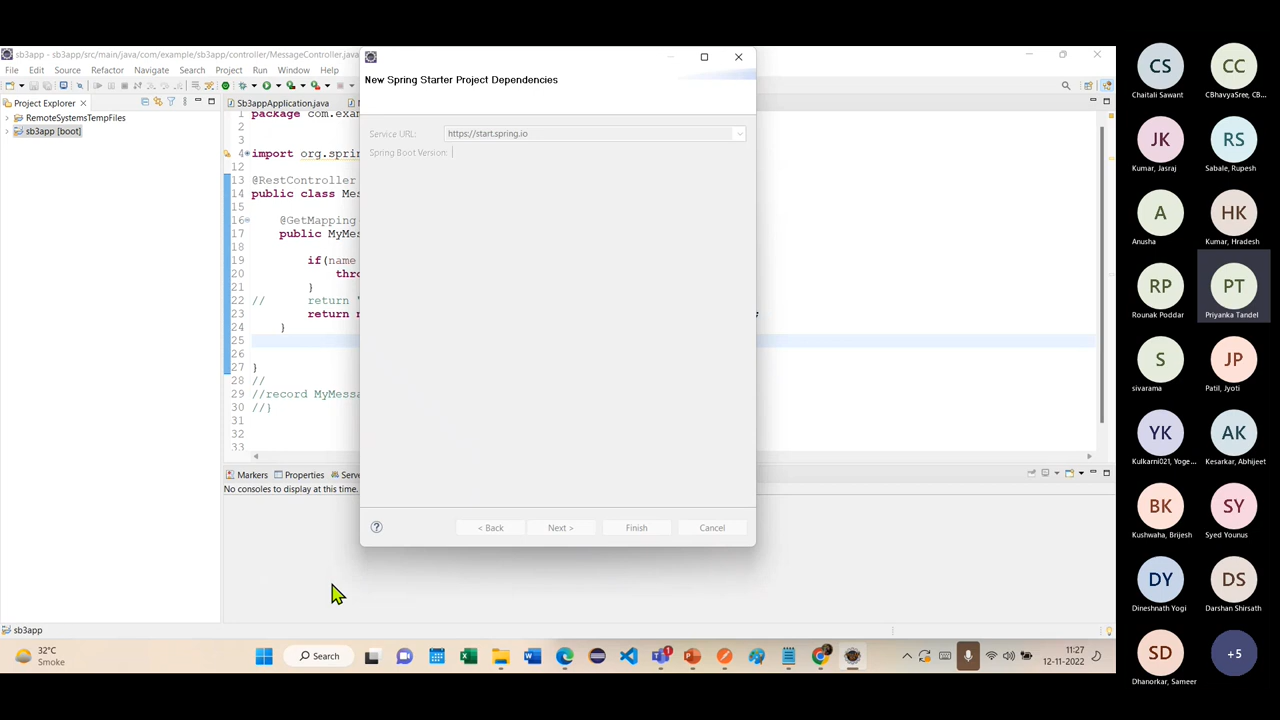 sb3app - sb3app/src/main/java/com/example/sb3app/controller/MessageController.java
File Edit Source Refactor Navigate Search Project Run Window Help
Project Explorer
RemoteSystemsTempFiles
sb3app [boot]
Sb3appApplication.java
1 package com.exam
2
3
4 import org.sprin
12
13 @RestController
14 public class Mes
15
16 @GetMapping
17 public MyMes
18
19 if(name
20 thro
21 }
22 // return "
23 return n ;
24 }
25
26
27 }
28 //
29 //record MyMessa
30 //}
31
32
33
New Spring Starter Project Dependencies
Service URL: https://start.spring.io
Spring Boot Version:
? < Back Next > Finish Cancel
Markers Properties Serve
No consoles to display at this time.
sb3app
32°C
Smoke
Search
1
11:27
12-11-2022
CS CC
Chaitali Sawant CBhavyaSree, CB...
JK RS
Kumar, Jasraj Sabale, Rupesh
A HK
Anusha Kumar, Hradesh
RP PT
Rounak Poddar Priyanka Tandel
S JP
sivarama Patil, Jyoti
YK AK
Kulkarni021, Yoge... Kesarkar, Abhijeet
BK SY
Kushwaha, Brijesh Syed Younus
DY DS
Dineshnath Yogi Darshan Shirsath
SD +5
Dhanorkar, Sameer